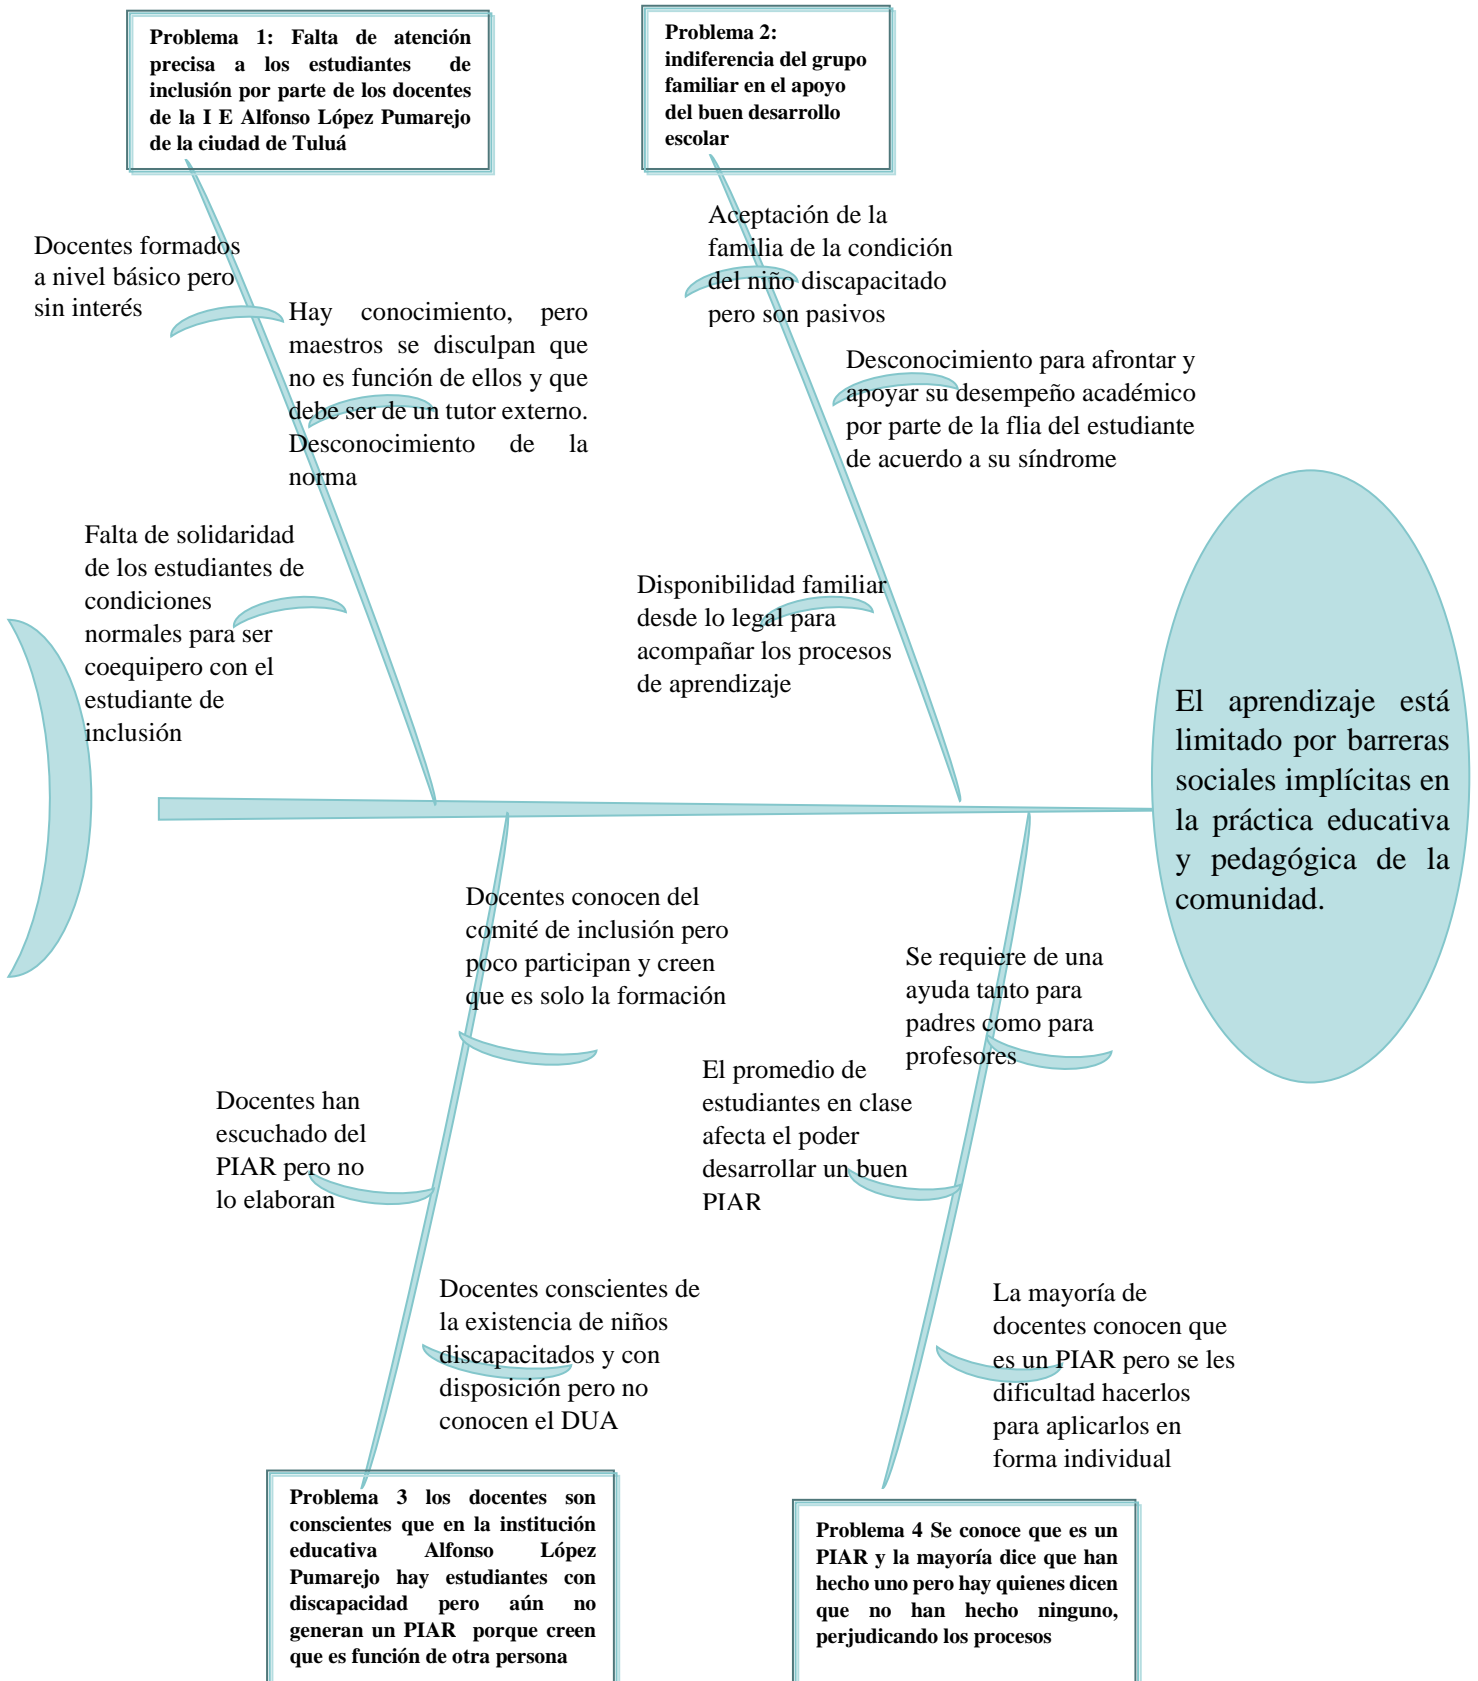 Problema 1: Falta de atención
precisa a los estudiantes de
inclusión por parte de los docentes
de la I E Alfonso López Pumarejo
de la ciudad de Tuluá
Problema 2:
indiferencia del grupo
familiar en el apoyo
del buen desarrollo
escolar
Docentes formados
a nivel básico pero
sin interés
Hay conocimiento, pero
maestros se disculpan que
no es función de ellos y que
debe ser de un tutor externo.
Desconocimiento de la
norma
Falta de solidaridad
de los estudiantes de
condiciones
normales para ser
coequipero con el
estudiante de
inclusión
Aceptación de la
familia de la condición
del niño discapacitado
pero son pasivos
Desconocimiento para afrontar y
apoyar su desempeño académico
por parte de la flia del estudiante
de acuerdo a su síndrome
Disponibilidad familiar
desde lo legal para
acompañar los procesos
de aprendizaje
El aprendizaje está
limitado por barreras
sociales implícitas en
la práctica educativa
y pedagógica de la
comunidad.
Docentes conocen del
comité de inclusión pero
poco participan y creen
que es solo la formación
Docentes han
escuchado del
PIAR pero no
lo elaboran
Docentes conscientes de
la existencia de niños
discapacitados y con
disposición pero no
conocen el DUA
Se requiere de una
ayuda tanto para
padres como para
profesores
El promedio de
estudiantes en clase
afecta el poder
desarrollar un buen
PIAR
La mayoría de
docentes conocen que
es un PIAR pero se les
dificultad hacerlos
para aplicarlos en
forma individual
Problema 3 los docentes son
conscientes que en la institución
educativa Alfonso López
Pumarejo hay estudiantes con
discapacidad pero aún no
generan un PIAR porque creen
que es función de otra persona
Problema 4 Se conoce que es un
PIAR y la mayoría dice que han
hecho uno pero hay quienes dicen
que no han hecho ninguno,
perjudicando los procesos